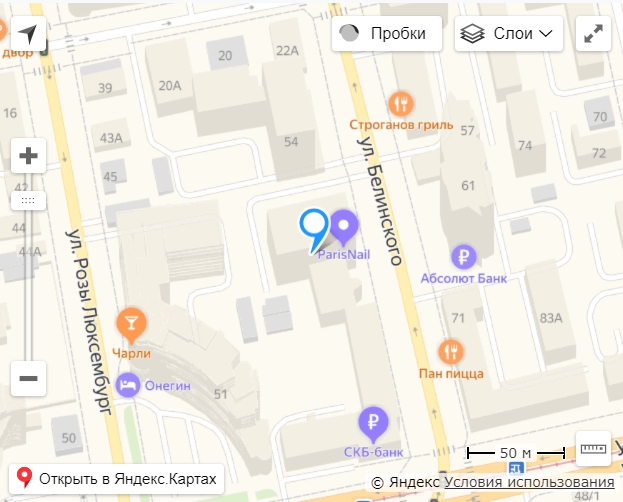 Пробки
Слои
двор
20
22А
20А
16
39
43А
54
45
44
44А
ул. Розы Люксембург
ул. Белинского
Строганов гриль
57
70
74
72
61
ParisNail
Абсолют Банк
71
83А
Пан пицца
Чарли
Онегин
51
50
СКБ-банк
50 м
48/1
Открыть в Яндекс.Картах
© Яндекс Условия использования